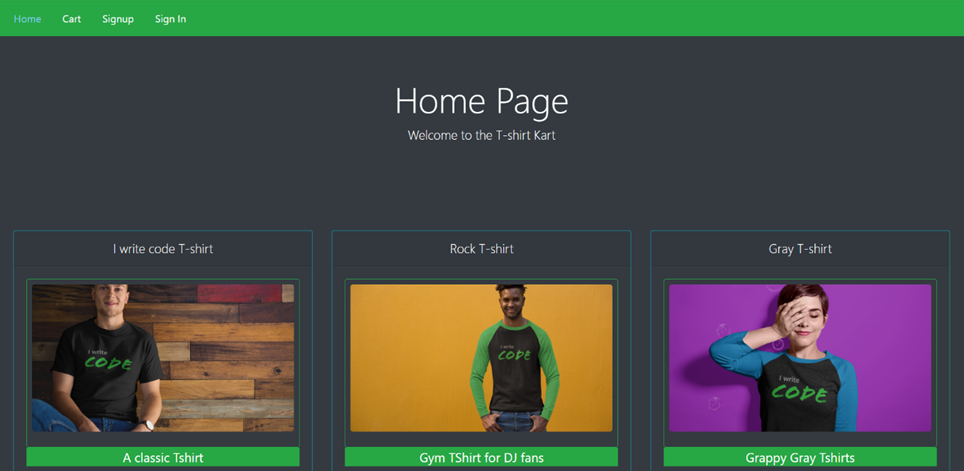 Home Cart Signup Sign In
Home Page
Welcome to the T-shirt Kart
I write code T-shirt
Rock T-shirt
Gray T-shirt
I write
CODE
I write
CODE
I write
CODE
A classic Tshirt
Gym TShirt for DJ fans
Grappy Gray Tshirts